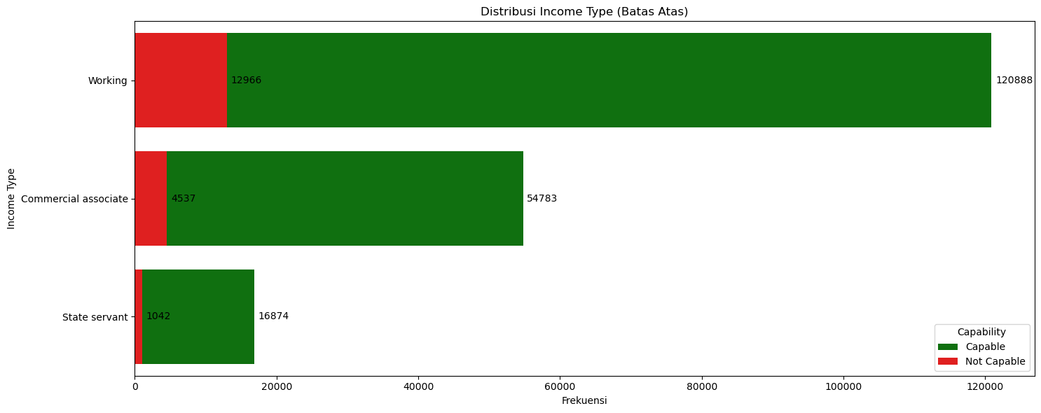 Distribusi Income Type (Batas Atas)
Income Type
Working
12966
120888
Commercial associate
4537
54783
State servant
1042
16874
Capability
Capable
Not Capable
0 20000 40000 60000 80000 100000 120000
Frekuensi